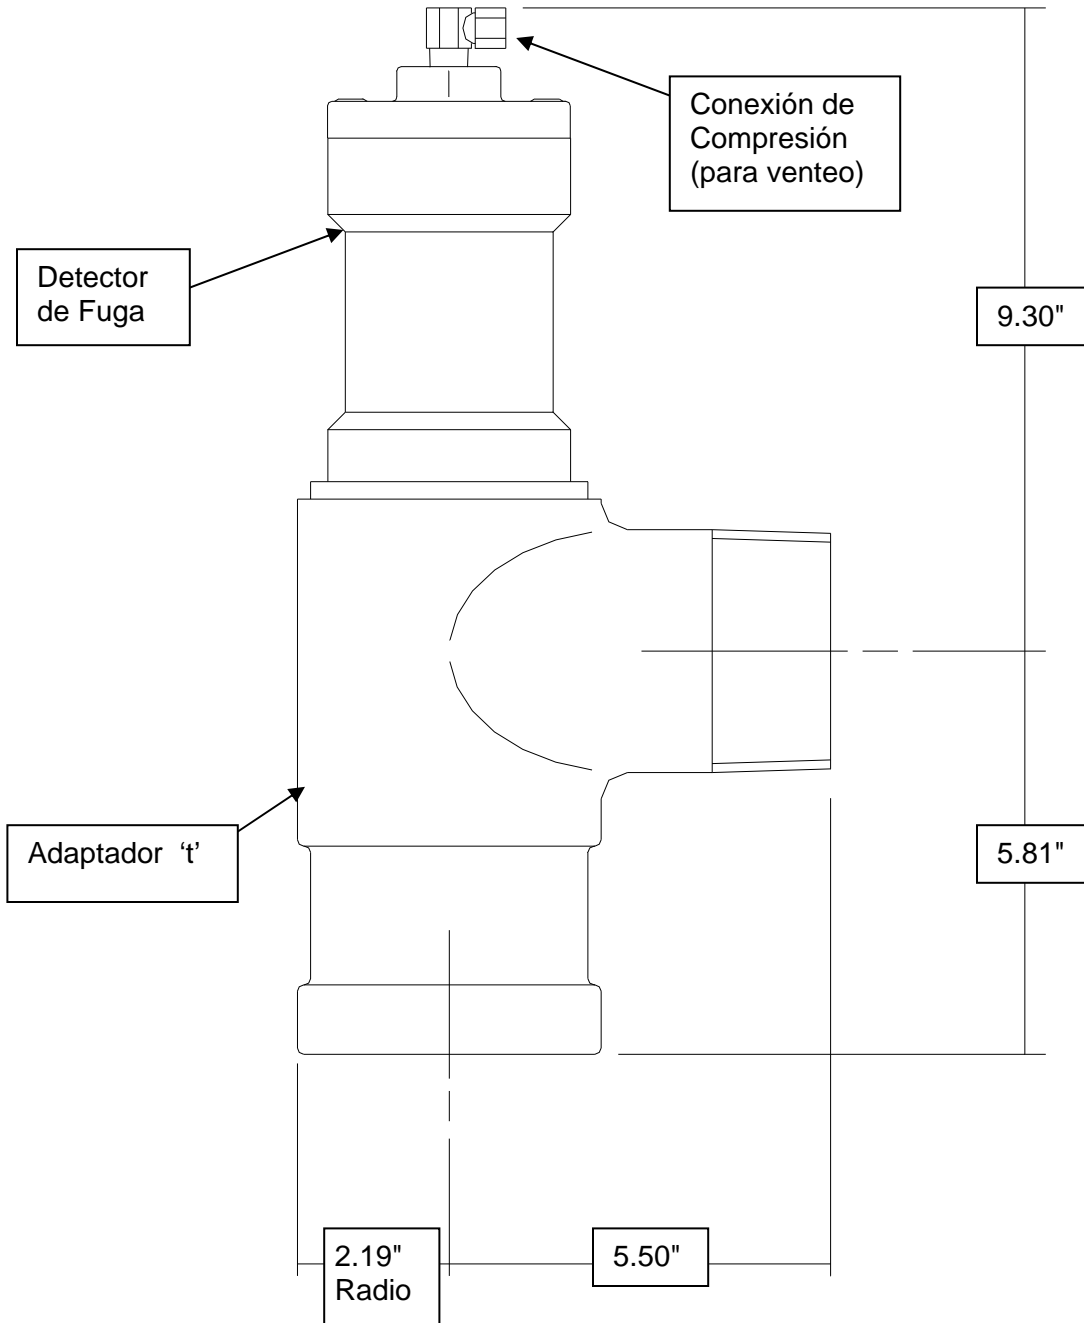 Conexión de
Compresión
(para venteo)
Detector
de Fuga
9.30"
Adaptador ‘t’
5.81"
2.19"
Radio
5.50"